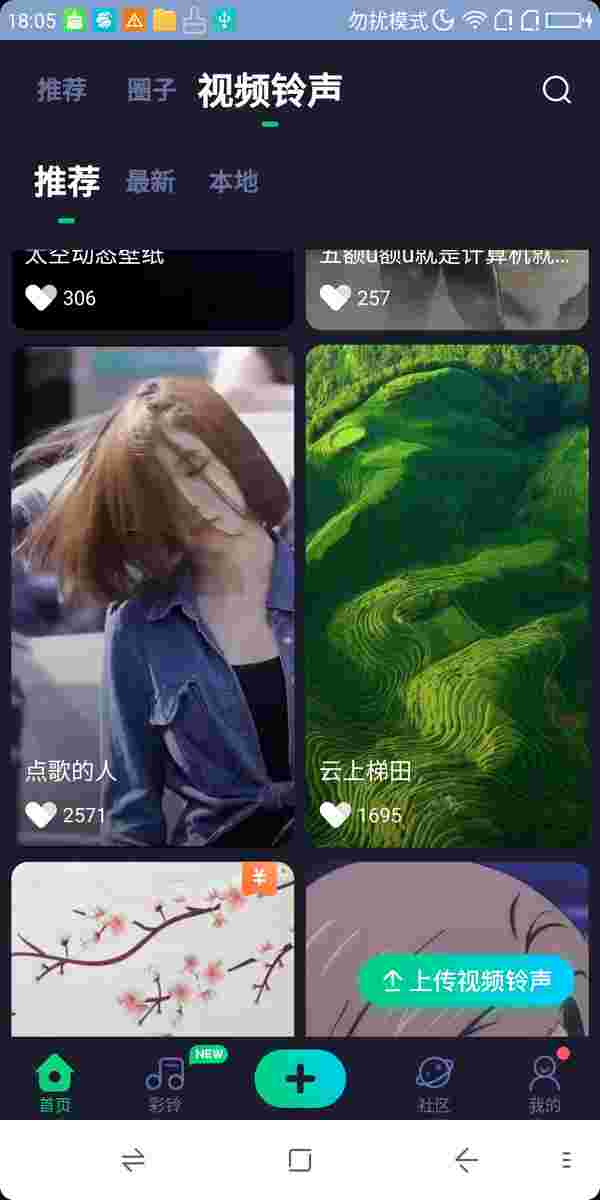 18:05
勿扰模式
推荐 圈子 视频铃声
推荐 最新 本地
太空动态壁纸
306
五额u额u就是计算机就...
257
点歌的人
2571
云上梯田
1695
¥
上传视频铃声
NEW
首页 彩铃 社区 我的